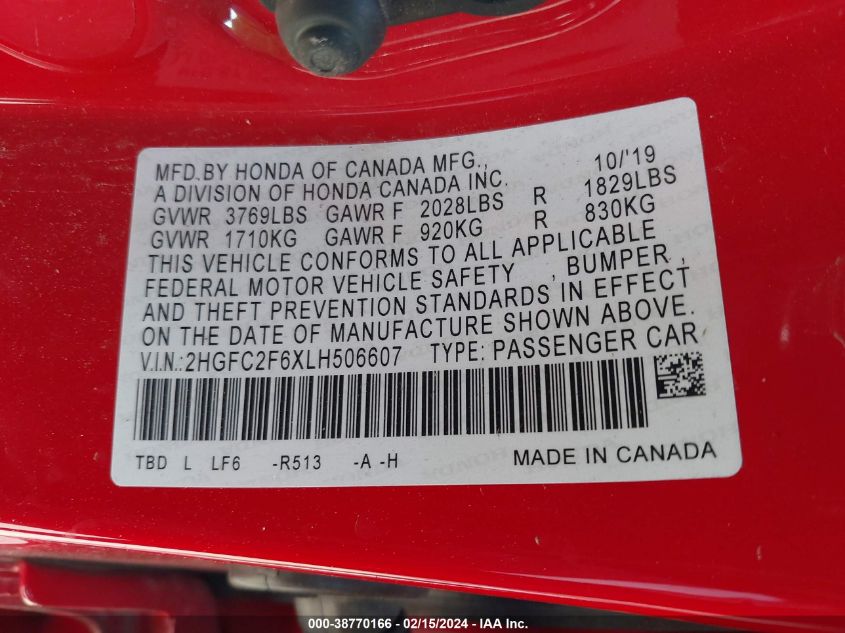 MFD.BY HONDA OF CANADA MFG., 10/'19
A DIVISION OF HONDA CANADA INC.
GVWR 3769LBS GAWR F 2028LBS R 1829LBS
GVWR 1710KG GAWR F 920KG R 830KG
THIS VEHICLE CONFORMS TO ALL APPLICABLE
FEDERAL MOTOR VEHICLE SAFETY , BUMPER ,
AND THEFT PREVENTION STANDARDS IN EFFECT
ON THE DATE OF MANUFACTURE SHOWN ABOVE.
V.I.N.:2HGFC2F6XLH506607 TYPE: PASSENGER CAR
TBD L LF6 -R513 -A -H MADE IN CANADA
000-38770166 - 02/15/2024 - IAA Inc.